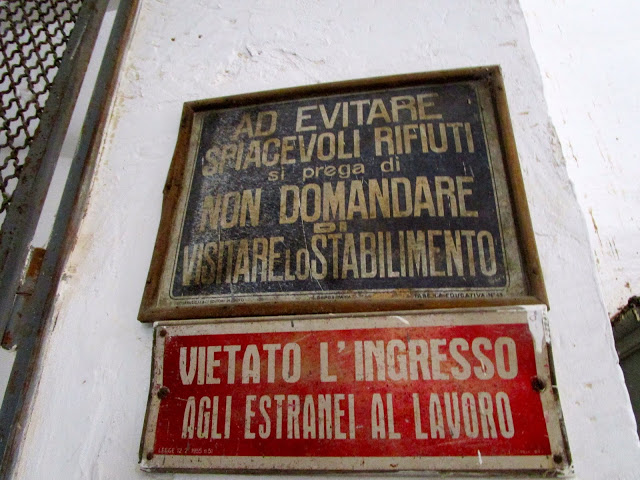 AD EVITARE
SPIACEVOLI RIFIUTI
si prega di
NON DOMANDARE
DI
VISITARE LO STABILIMENTO
VIETATO L'INGRESSO
AGLI ESTRANEI AL LAVORO